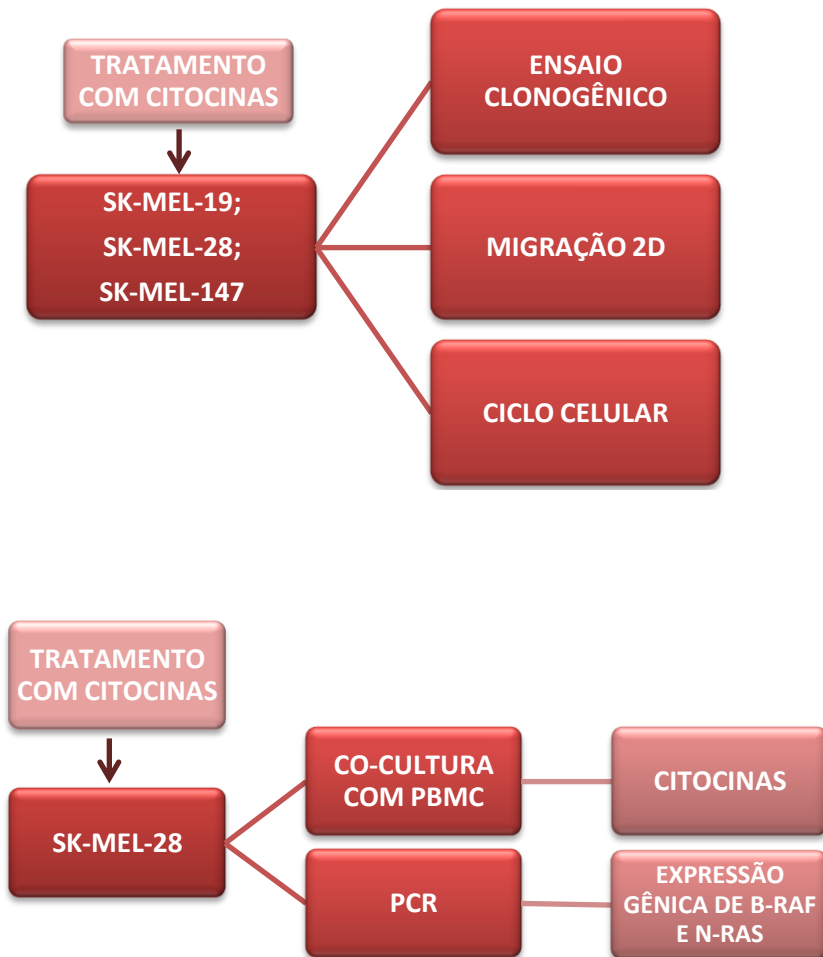 TRATAMENTO
COM CITOCINAS
SK-MEL-19;
SK-MEL-28;
SK-MEL-147
ENSAIO
CLONOGÊNICO
MIGRAÇÃO 2D
CICLO CELULAR
TRATAMENTO
COM CITOCINAS
SK-MEL-28
CO-CULTURA
COM PBMC
CITOCINAS
PCR
EXPRESSÃO
GÊNICA DE B-RAF
E N-RAS